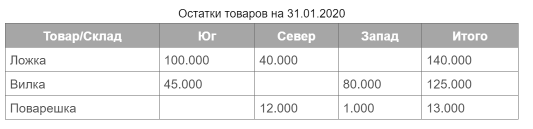 Остатки товаров на 31.01.2020
Товар/Склад Юг Север Запад Итого
Ложка 100.000 40.000 140.000
Вилка 45.000 80.000 125.000
Поварешка 12.000 1.000 13.000